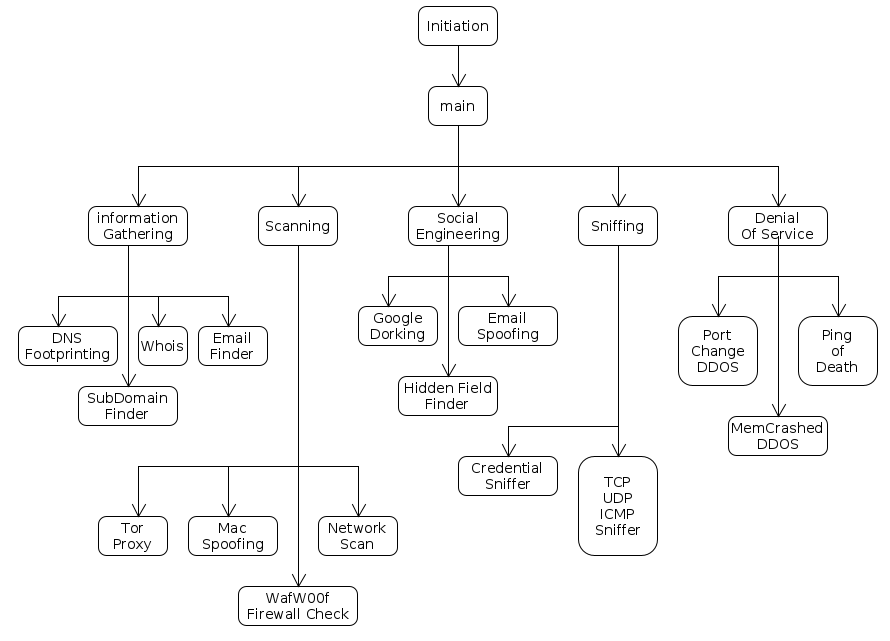 Initiation
main
information
Gathering
Scanning
Social
Engineering
Sniffing
Denial
Of Service
DNS
Footprinting
Whois
Email
Finder
SubDomain
Finder
Google
Dorking
Email
Spoofing
Hidden Field
Finder
Port
Change
DDOS
Ping
of
Death
MemCrashed
DDOS
Credential
Sniffer
TCP
UDP
ICMP
Sniffer
Tor
Proxy
Mac
Spoofing
Network
Scan
WafW00f
Firewall Check